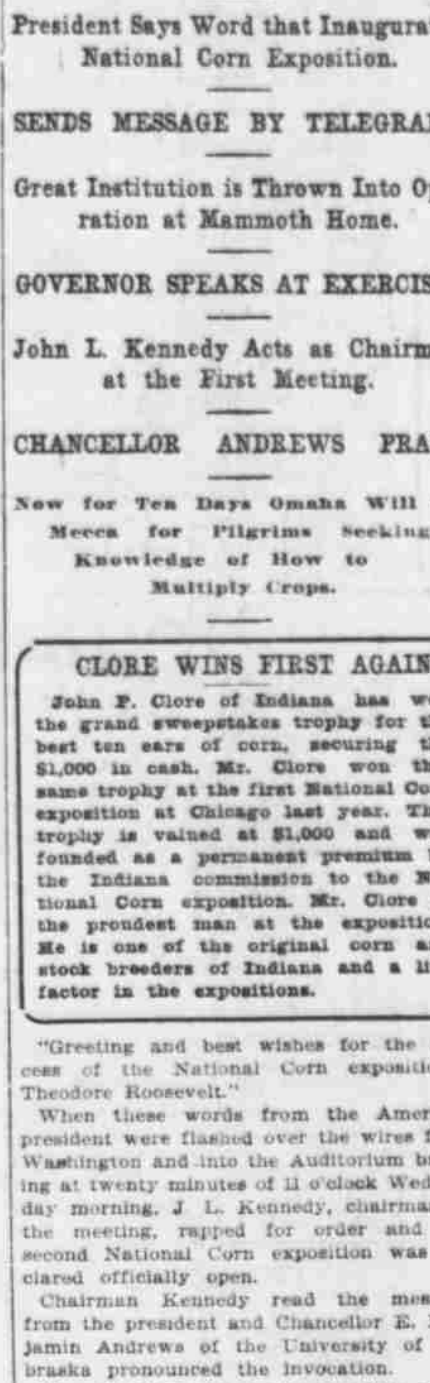 President Says Word that Inaugura
National Corn Exposition.
SENDS MESSAGE BY TELEGRA
Great Institution is Thrown Into O
ration at Mammoth Home.
GOVERNOR SPEAKS AT EXERCIS
John L. Kennedy Acts as Chairm
at the First Meeting.
CHANCELLOR ANDREWS PRA
Now for Ten Days Omaha Will
Mecca for Pilgrims Seeking
Knowledge of How to
Multiply Crops.
CLORE WINS FIRST AGAIN
John P. Clore of Indiana has w
the grand sweepstakes trophy for t
best ten ears of corn, securing t
$1,000 in cash. Mr. Clore won th
same trophy at the first National Co
exposition at Chicago last year. Th
trophy is valued at $1,000 and w
founded as a permanent premium
the Indiana commission to the N
tional Corn exposition. Mr. Clore
the proudest man at the expositio
He is one of the original corn a
stock breeders of Indiana and a li
factor in the expositions.
"Greeting and best wishes for the
cess of the National Corn expositi
Theodore Roosevelt."
When these words from the Amer
president were flashed over the wires f
Washington and into the Auditorium b
ing at twenty minutes of 11 o'clock Wed
day morning, J L. Kennedy, chairma
the meeting, rapped for order and
second National Corn exposition was
clared officially open.
Chairman Kennedy read the mes
from the president and Chancellor E.
jamin Andrews of the University of
braska pronounced the invocation.